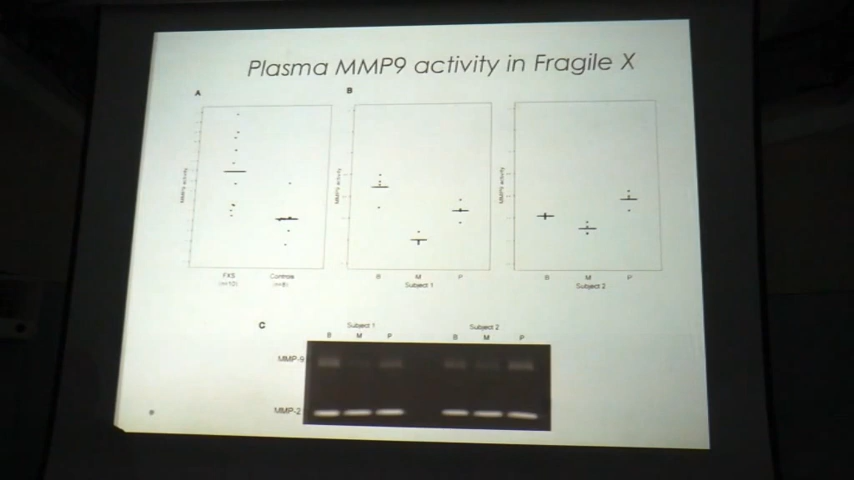 Plasma MMP9 activity in Fragile X
A
B
MMP9 activity
MMP9 activity
MMP9 activity
FXS
Controls
B M P
Subject 1
B M P
Subject 2
C
Subject 1
Subject 2
B M P
B M P
MMP-9
MMP-2